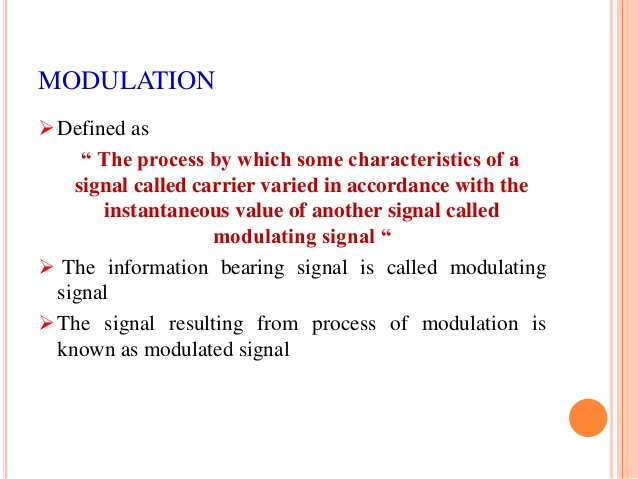 MODULATION
➢Defined as
“ The process by which some characteristics of a
signal called carrier varied in accordance with the
instantaneous value of another signal called
modulating signal “
➢ The information bearing signal is called modulating
signal
➢The signal resulting from process of modulation is
known as modulated signal